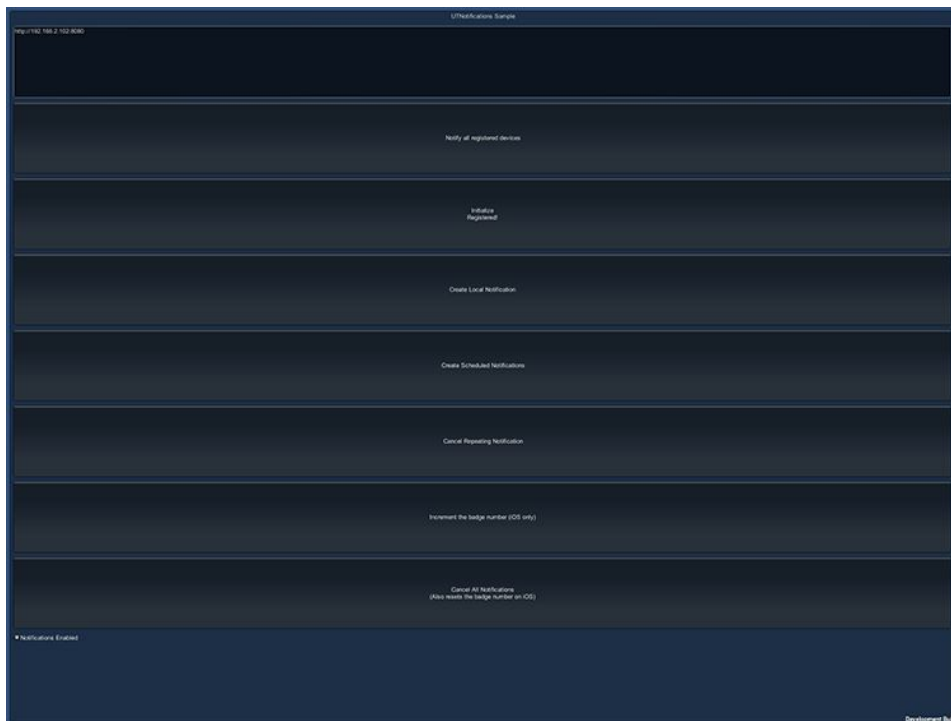 UTNotifications Sample
http://192.168.2.102:8080
Notify all registered devices
Initialize
Registered!
Create Local Notification
Create Scheduled Notifications
Cancel Repeating Notification
Increment the badge number (iOS only)
Cancel All Notifications
(Also resets the badge number on iOS)
Notifications Enabled
Development